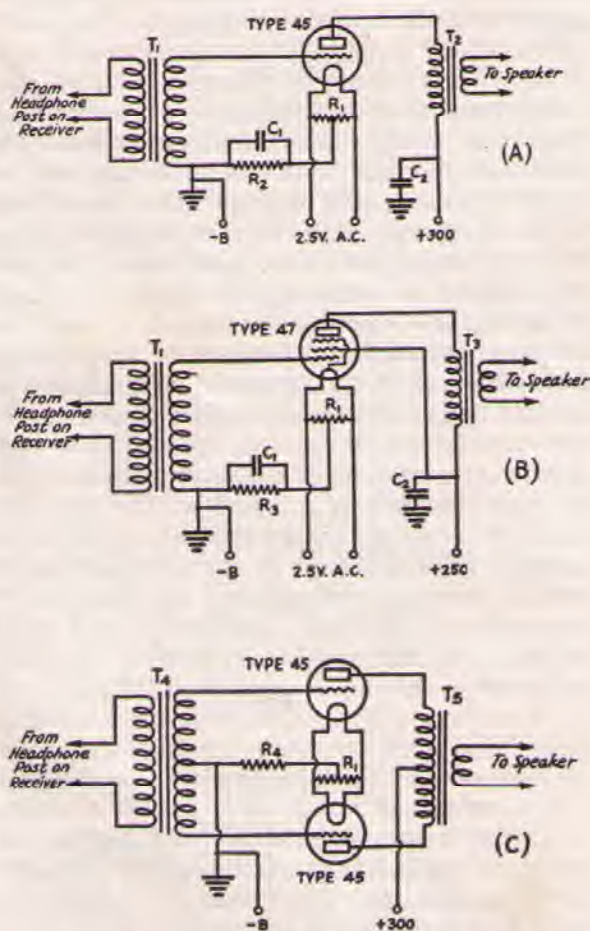 TYPE 45
T1
T2
From
Headphone
Post on
Receiver
To Speaker
R1
C1
R2
C2
(A)
-B
2.5V. A.C.
+300
TYPE 47
T1
T3
From
Headphone
Post on
Receiver
To Speaker
R1
C1
R3
C2
(B)
-B
2.5V. A.C.
+250
TYPE 45
T4
T5
From
Headphone
Post on
Receiver
To Speaker
R4
R1
(C)
TYPE 45
-B
+300